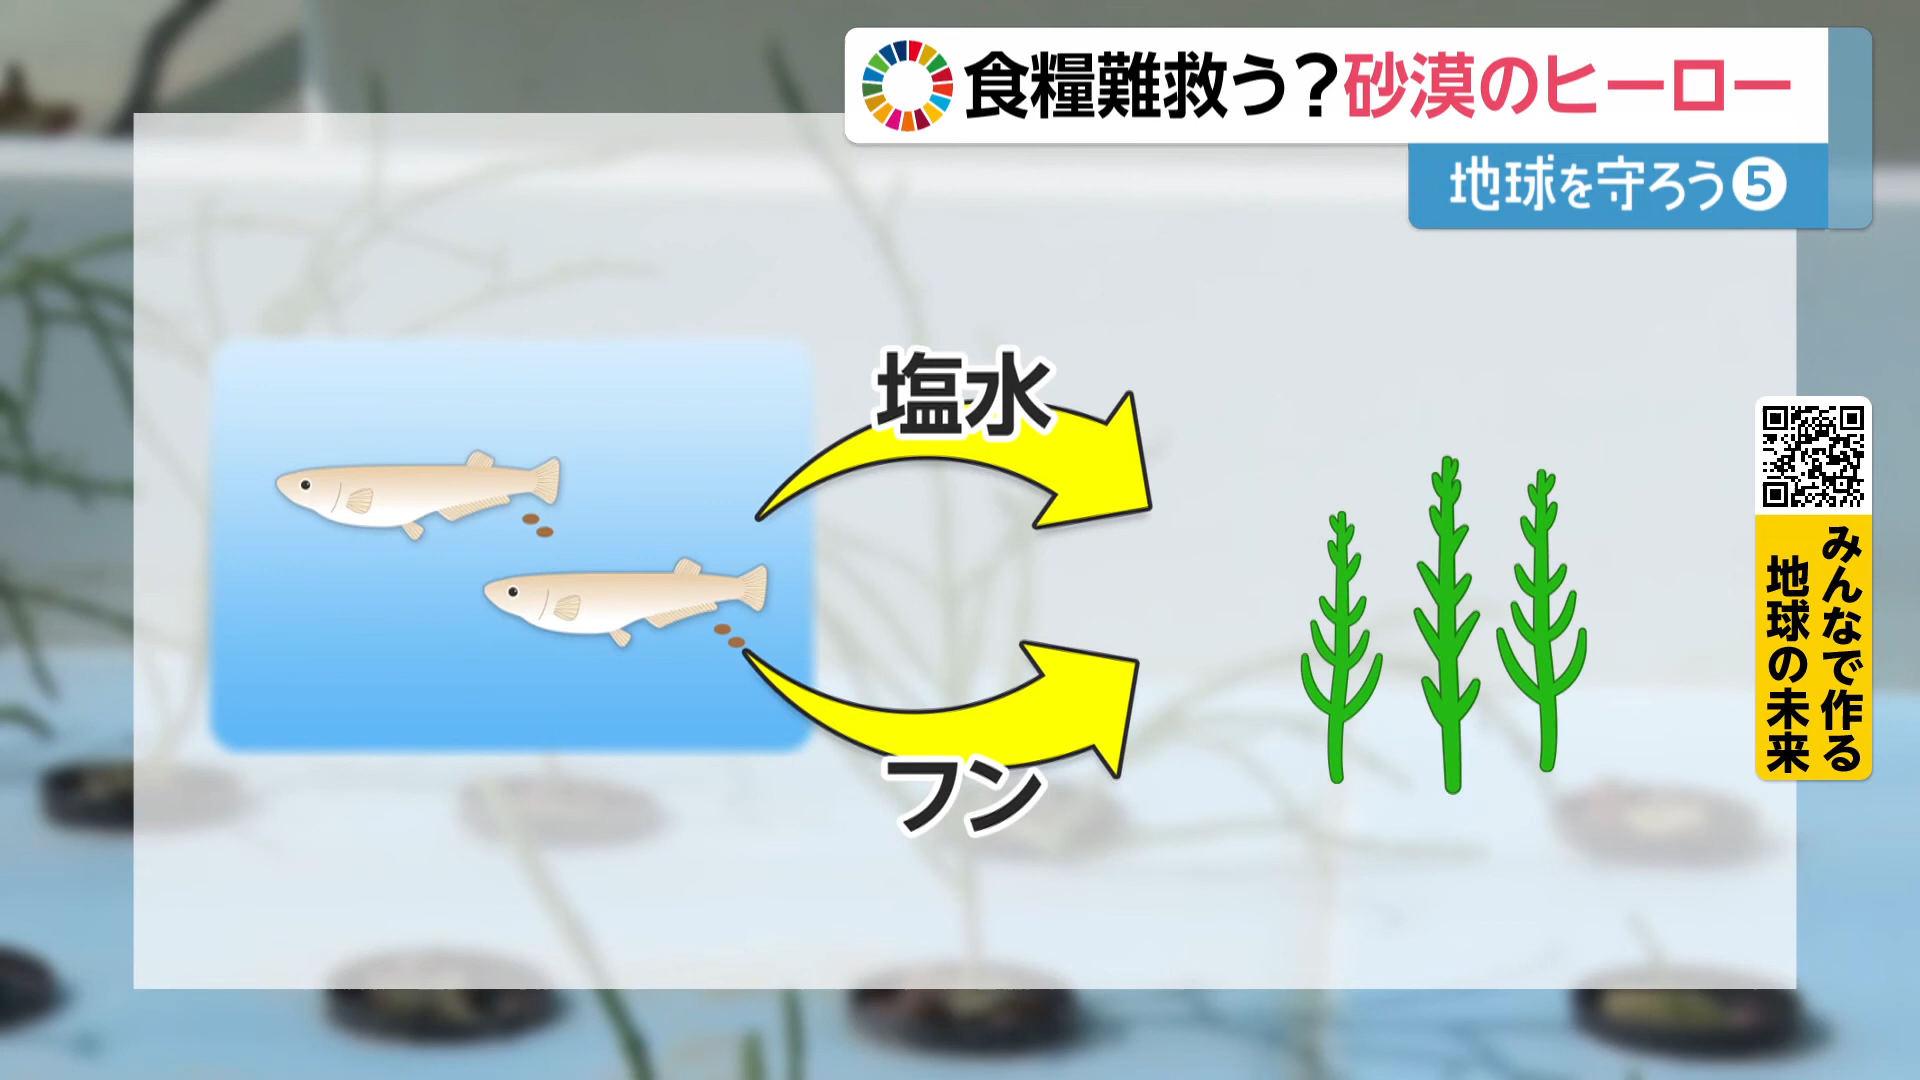 食糧難救う?砂漠のヒーロー
地球を守ろう❺
塩水
フン
みんなで作る
地球の未来